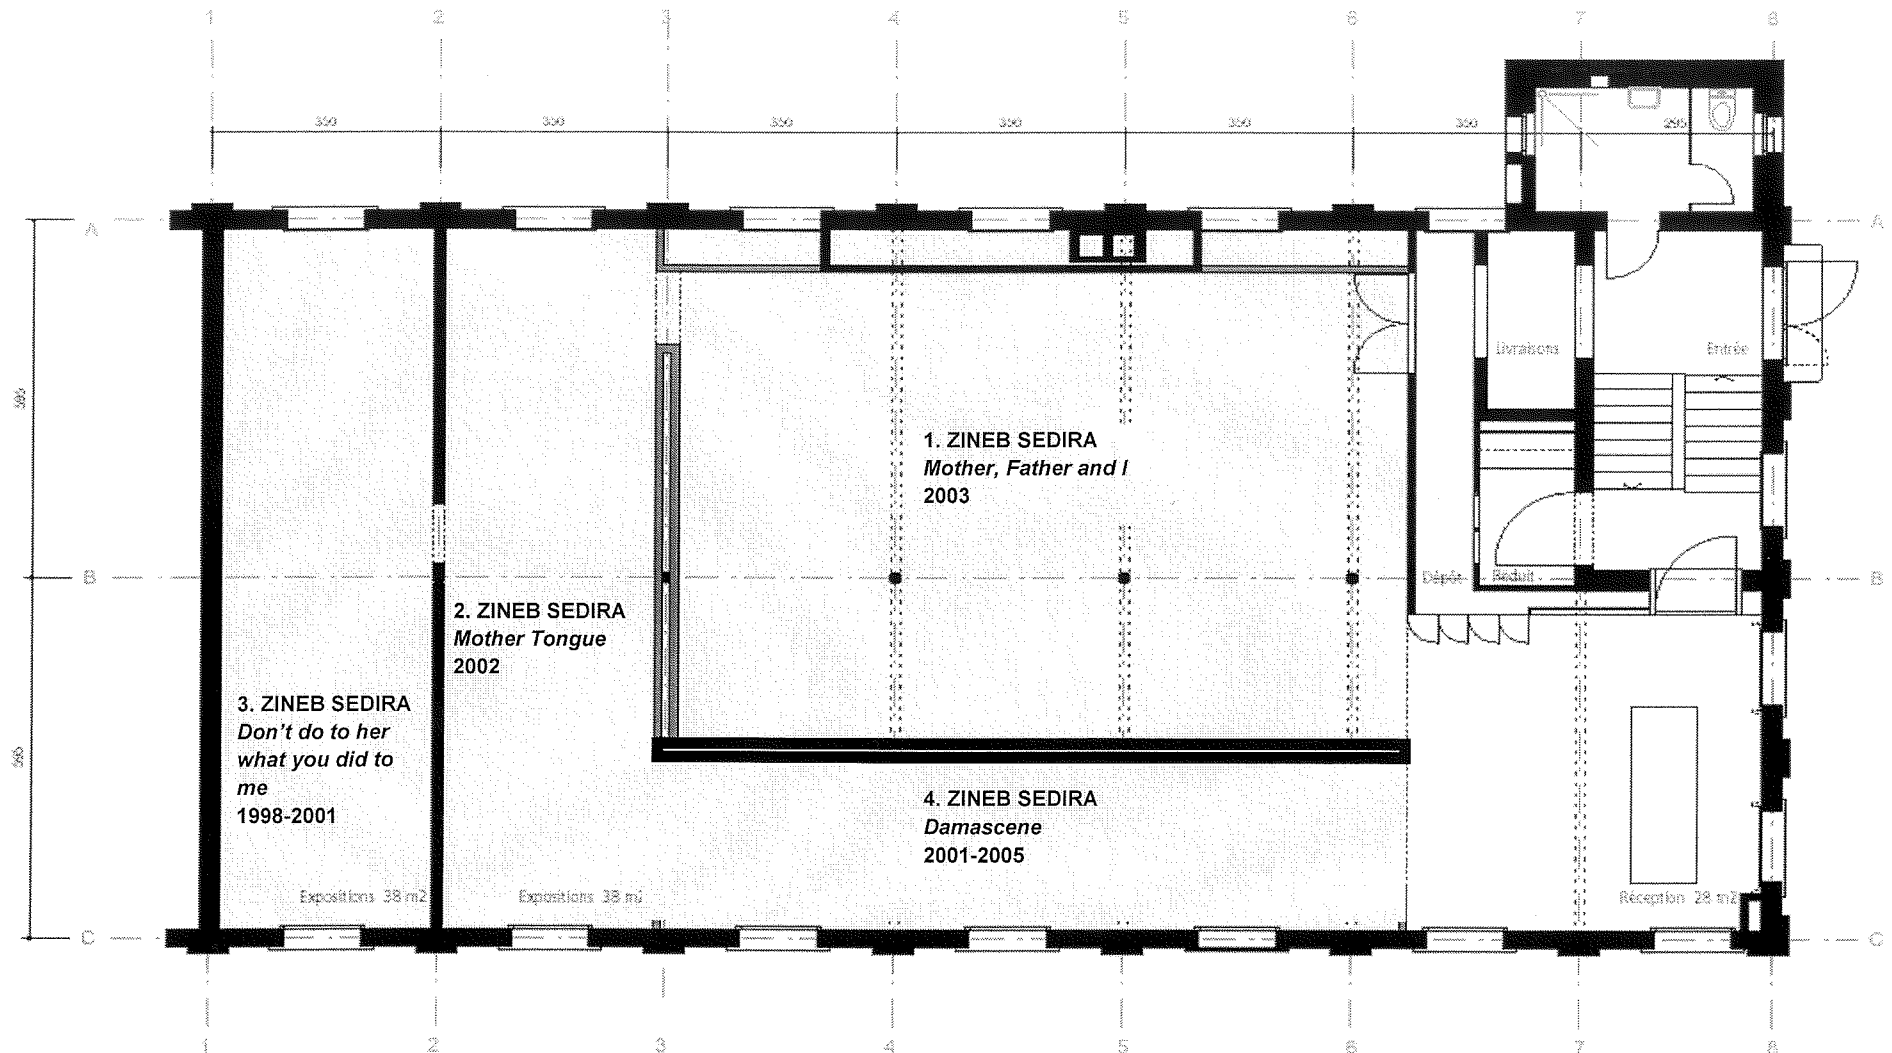 1 2 3 4 5 6 7 8
350 350 350 350 350 350 295
A A
Livraisons Entrée
1. ZINEB SEDIRA
Mother, Father and I
2003
B Dépôt Réduit B
2. ZINEB SEDIRA
Mother Tongue
2002
3. ZINEB SEDIRA
Don't do to her
what you did to
me
1998-2001
4. ZINEB SEDIRA
Damascene
2001-2005
Expositions 38 m2 Expositions 38 m Réception 28 m2
C C
1 2 3 4 5 6 7 8